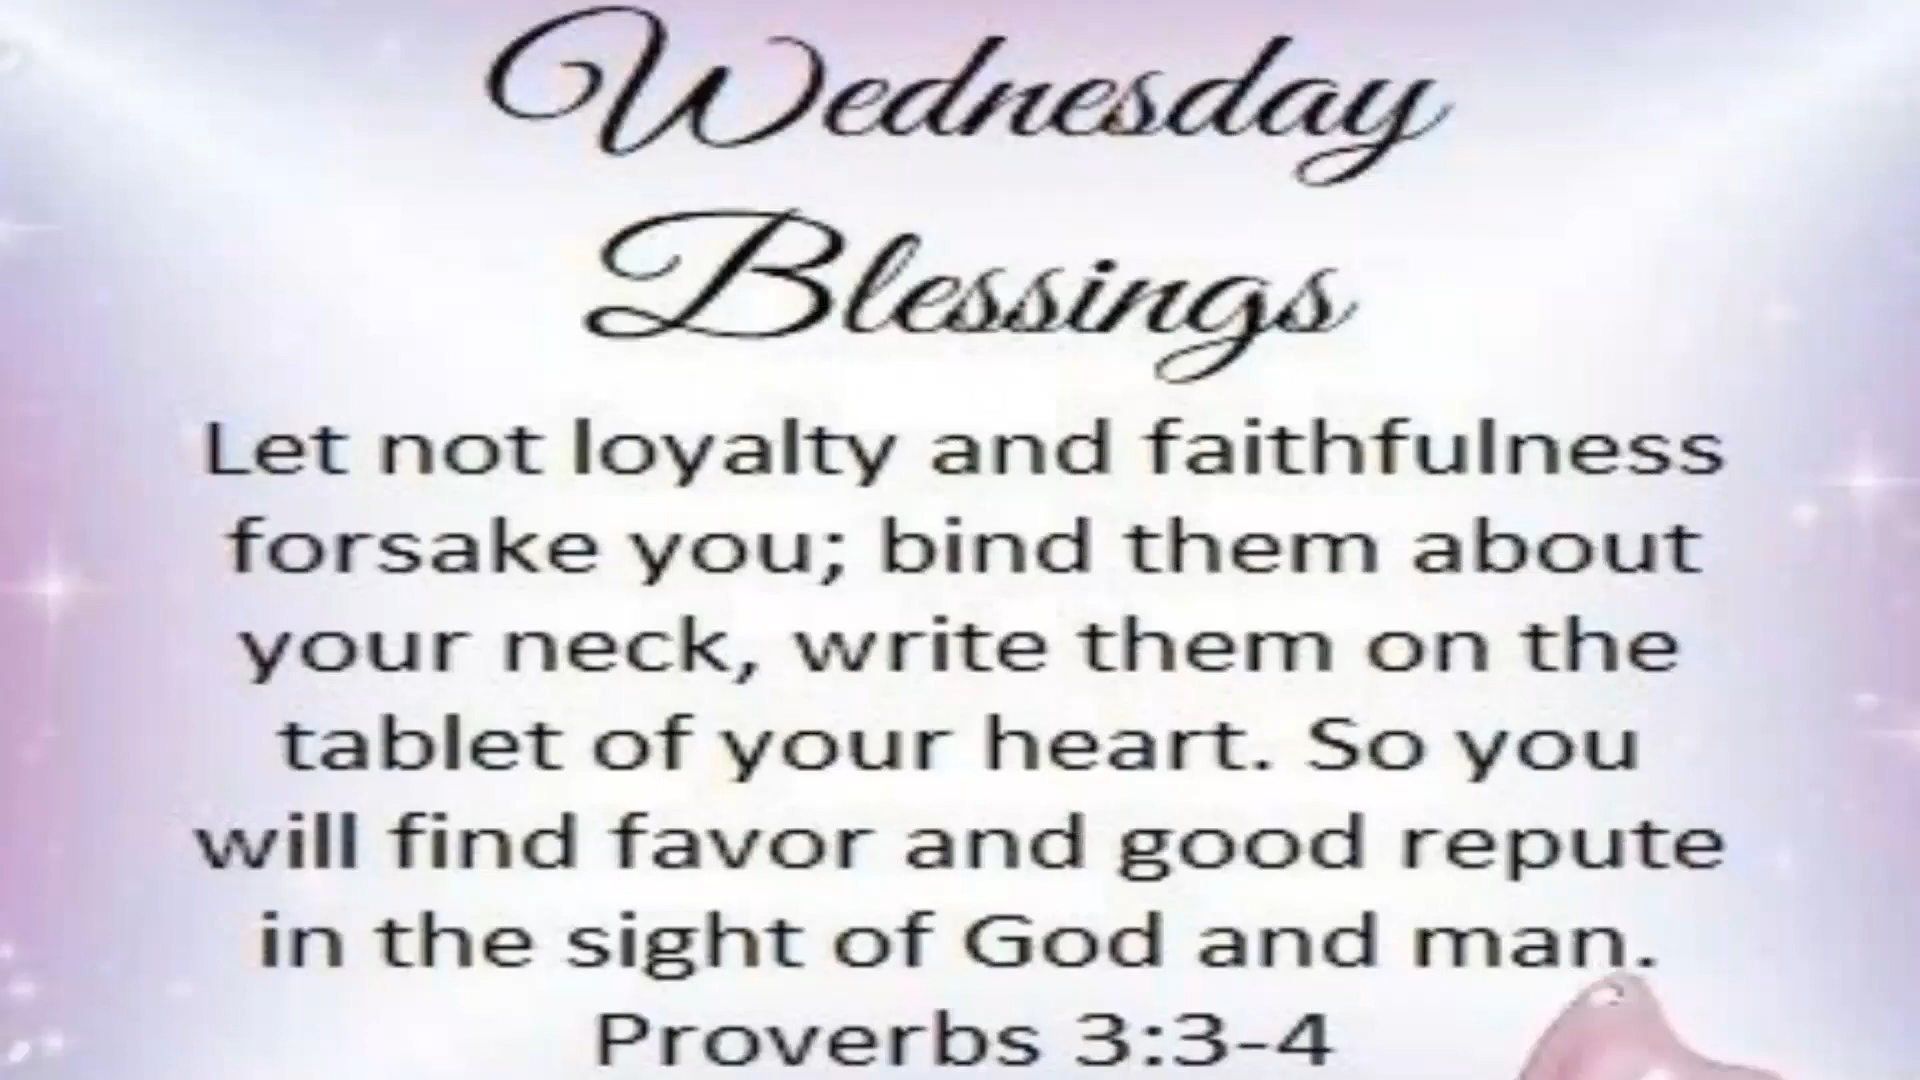 Wednesday
Blessings
Let not loyalty and faithfulness
forsake you; bind them about
your neck, write them on the
tablet of your heart. So you
will find favor and good repute
in the sight of God and man.
Proverbs 3:3-4